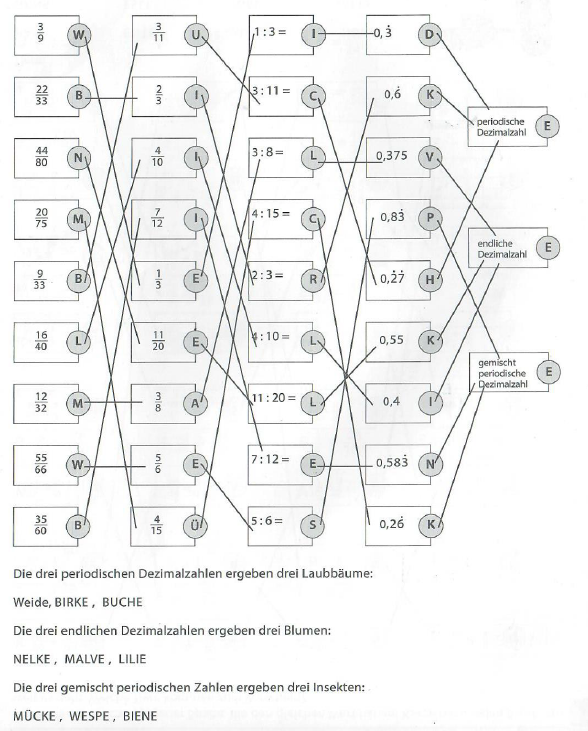 3/9 W 3/11 U 1 : 3 = I 0,3̇ D
22/33 B 2/3 I 3 : 11 = C 0,6̇ K
periodische Dezimalzahl E
44/80 N 4/10 I 3 : 8 = L 0,375 V
20/75 M 7/12 I 4 : 15 = C 0,83̇ P
endliche Dezimalzahl E
9/33 B 1/3 E 2 : 3 = R 0,2̇7̇ H
16/40 L 11/20 E 4 : 10 = L 0,55 K
gemischt periodische Dezimalzahl E
12/32 M 3/8 A 11 : 20 = L 0,4 I
55/66 W 5/6 E 7 : 12 = E 0,583̇ N
35/60 B 4/15 Ü 5 : 6 = S 0,26̇ K
Die drei periodischen Dezimalzahlen ergeben drei Laubbäume:
Weide, BIRKE , BUCHE
Die drei endlichen Dezimalzahlen ergeben drei Blumen:
NELKE , MALVE , LILIE
Die drei gemischt periodischen Zahlen ergeben drei Insekten:
MÜCKE , WESPE , BIENE